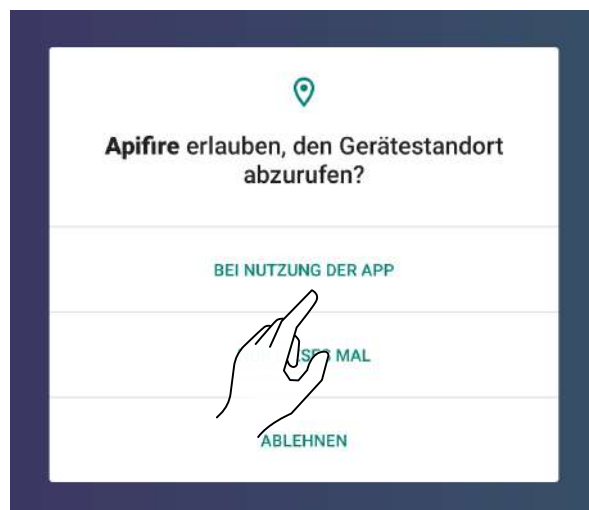 Apifire erlauben, den Gerätestandort
abzurufen?
BEI NUTZUNG DER APP
MAL
ABLEHNEN